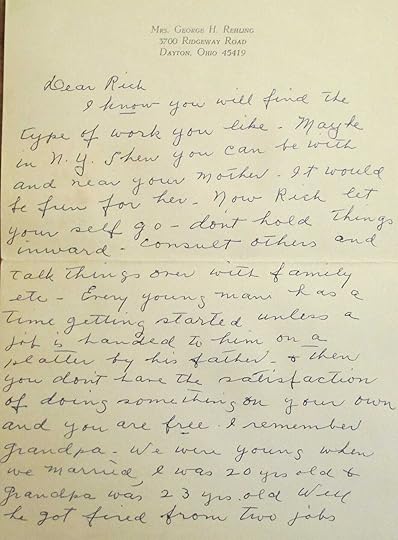 MRS. GEORGE H. REHLING
3700 RIDGEWAY ROAD
DAYTON, OHIO 45419
Dear Rich
I know you will find the
type of work you like - Maybe
in N.Y. then you can be with
and near your Mother. It would
be fun for her. Now Rich let
your self go - don't hold things
inward - consult others and
talk things over with family
etc - Every young man has a
time getting started unless a
job is handed to him on a
platter by his father - & then
you don't have the satisfaction
of doing something on your own
and you are free. I remember
grandpa - We were young when
we married, I was 20 yrs old &
Grandpa was 23 yrs. old Well
he got fired from two jobs